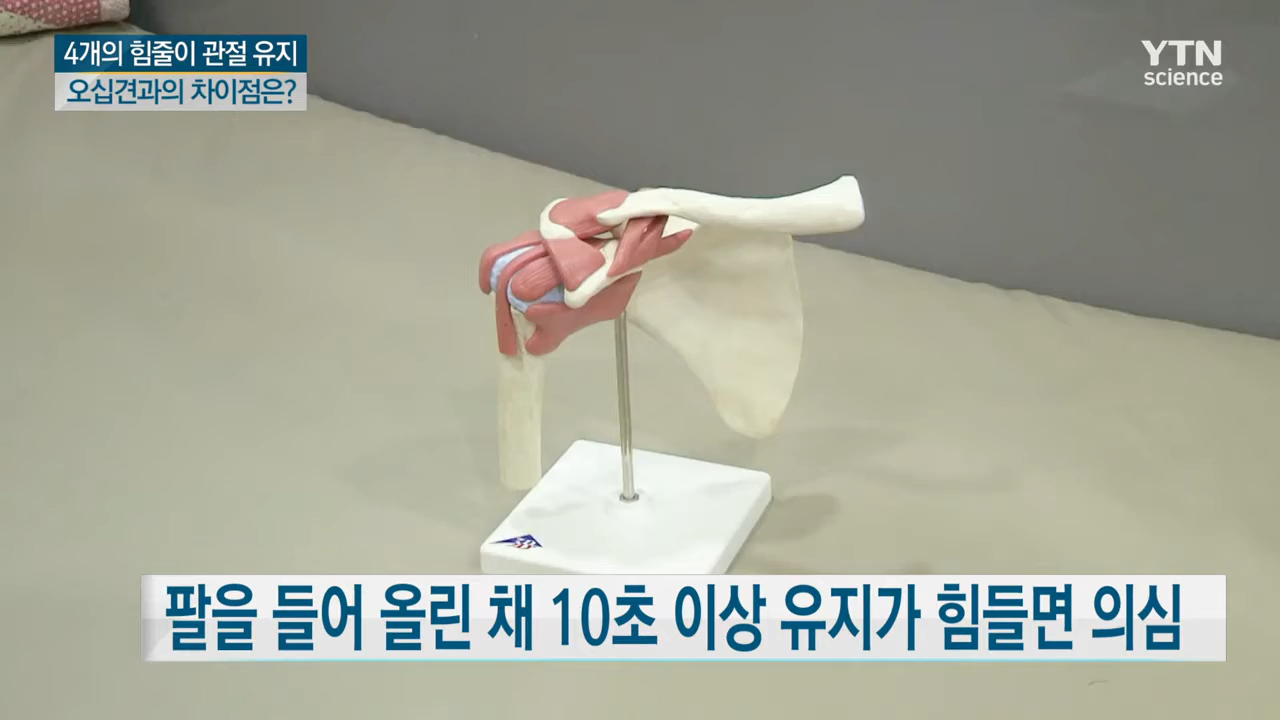 4개의 힘줄이 관절 유지
오십견과의 차이점은?
YTN
science
팔을 들어 올린 채 10초 이상 유지가 힘들면 의심